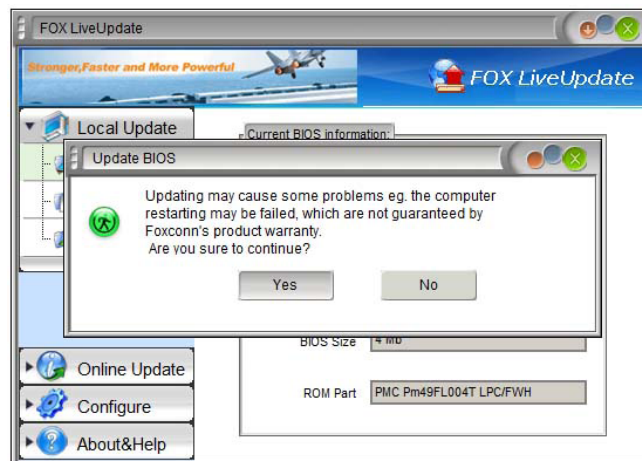 FOX LiveUpdate
Stronger,Faster and More Powerful
FOX LiveUpdate
Local Update
Current BIOS information:
Update BIOS
Updating may cause some problems eg. the computer
restarting may be failed, which are not guaranteed by
Foxconn's product warranty.
Are you sure to continue?
Yes
No
BIOS Size
4 Mb
ROM Part
PMC Pm49FL004T LPC/FWH
Online Update
Configure
About&Help